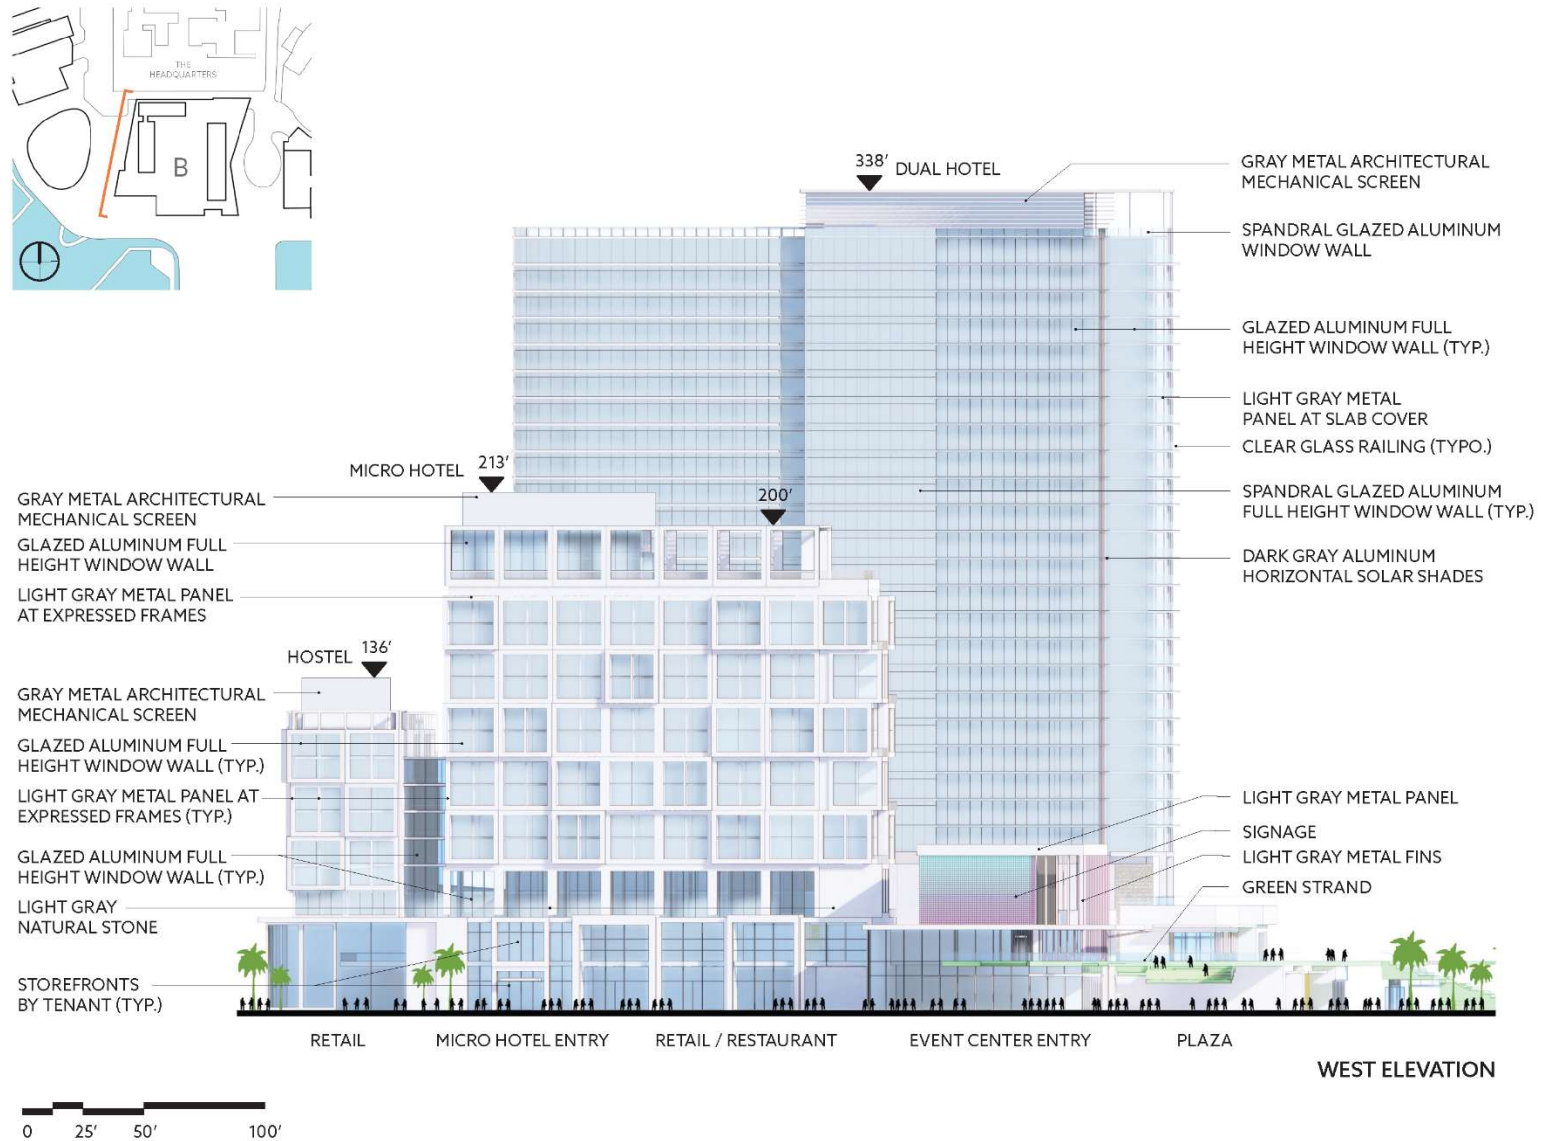 THE
HEADQUARTERS
B
338' DUAL HOTEL
GRAY METAL ARCHITECTURAL
MECHANICAL SCREEN
SPANDRAL GLAZED ALUMINUM
WINDOW WALL
GLAZED ALUMINUM FULL
HEIGHT WINDOW WALL (TYP.)
LIGHT GRAY METAL
PANEL AT SLAB COVER
CLEAR GLASS RAILING (TYPO.)
SPANDRAL GLAZED ALUMINUM
FULL HEIGHT WINDOW WALL (TYP.)
DARK GRAY ALUMINUM
HORIZONTAL SOLAR SHADES
LIGHT GRAY METAL PANEL
SIGNAGE
LIGHT GRAY METAL FINS
GREEN STRAND
MICRO HOTEL 213'
200'
GRAY METAL ARCHITECTURAL
MECHANICAL SCREEN
GLAZED ALUMINUM FULL
HEIGHT WINDOW WALL
LIGHT GRAY METAL PANEL
AT EXPRESSED FRAMES
HOSTEL 136'
GRAY METAL ARCHITECTURAL
MECHANICAL SCREEN
GLAZED ALUMINUM FULL
HEIGHT WINDOW WALL (TYP.)
LIGHT GRAY METAL PANEL AT
EXPRESSED FRAMES (TYP.)
GLAZED ALUMINUM FULL
HEIGHT WINDOW WALL (TYP.)
LIGHT GRAY
NATURAL STONE
STOREFRONTS
BY TENANT (TYP.)
RETAIL MICRO HOTEL ENTRY RETAIL / RESTAURANT EVENT CENTER ENTRY PLAZA
WEST ELEVATION
0 25' 50' 100'